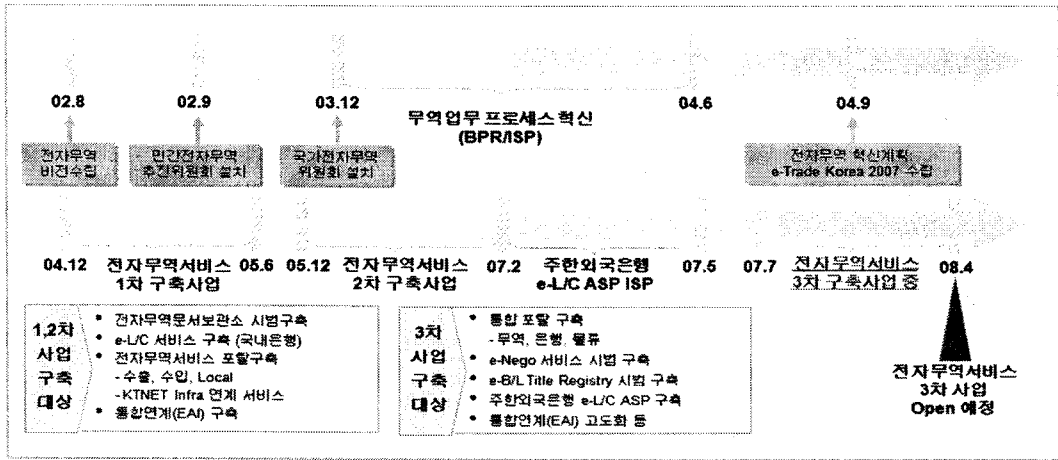 02.8
02.9
03.12
무역업무 프로세스 혁신
(BPR/ISP)
04.6
04.9
전자무역
비전수립
민간전자무역
추진위원회 설치
국가전자무역
위원회 설치
전자무역 혁신계획
e-Trade Korea 2007 수립
04.12
전자무역서비스
1차 구축사업
05.6
05.12
전자무역서비스
2차 구축사업
07.2
주한외국은행
e-L/C ASP ISP
07.5
07.7
전자무역서비스
3차 구축사업 중
08.4
1,2차
사업
구축
대상
• 전자무역문서보관소 시범구축
• e-L/C 서비스 구축 (국내은행)
• 전자무역서비스 포탈구축
- 수출, 수입, Local
- KTNET Infra 연계 서비스
• 통합연계(EAI) 구축
3차
사업
구축
대상
• 통합 포탈 구축
- 무역, 은행, 물류
• e-Nego 서비스 시범 구축
• e-B/L Title Registry 시범 구축
• 주한외국은행 e-L/C ASP 구축
• 통합연계(EAI) 고도화 등
전자무역서비스
3차 사업
Open 예정